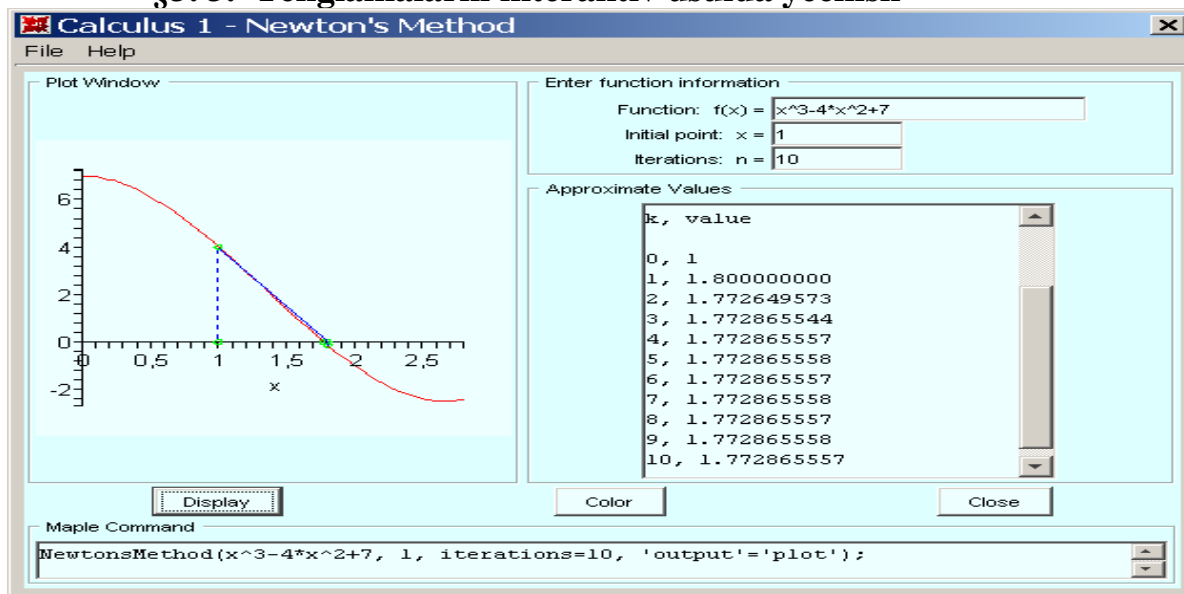 Calculus 1 - Newton's Method
File Help
Plot Window
6
4
2
0
-2
0
0,5
1
1,5
2
2,5
x
Enter function information
Function: f(x) = x^3-4*x^2+7
Initial point: x = 1
Iterations: n = 10
Approximate Values
k, value
0, 1
1, 1.800000000
2, 1.772649573
3, 1.772865544
4, 1.772865557
5, 1.772865558
6, 1.772865557
7, 1.772865558
8, 1.772865557
9, 1.772865558
10, 1.772865557
Display
Color
Close
Maple Command
NewtonsMethod(x^3-4*x^2+7, 1, iterations=10, 'output'='plot');